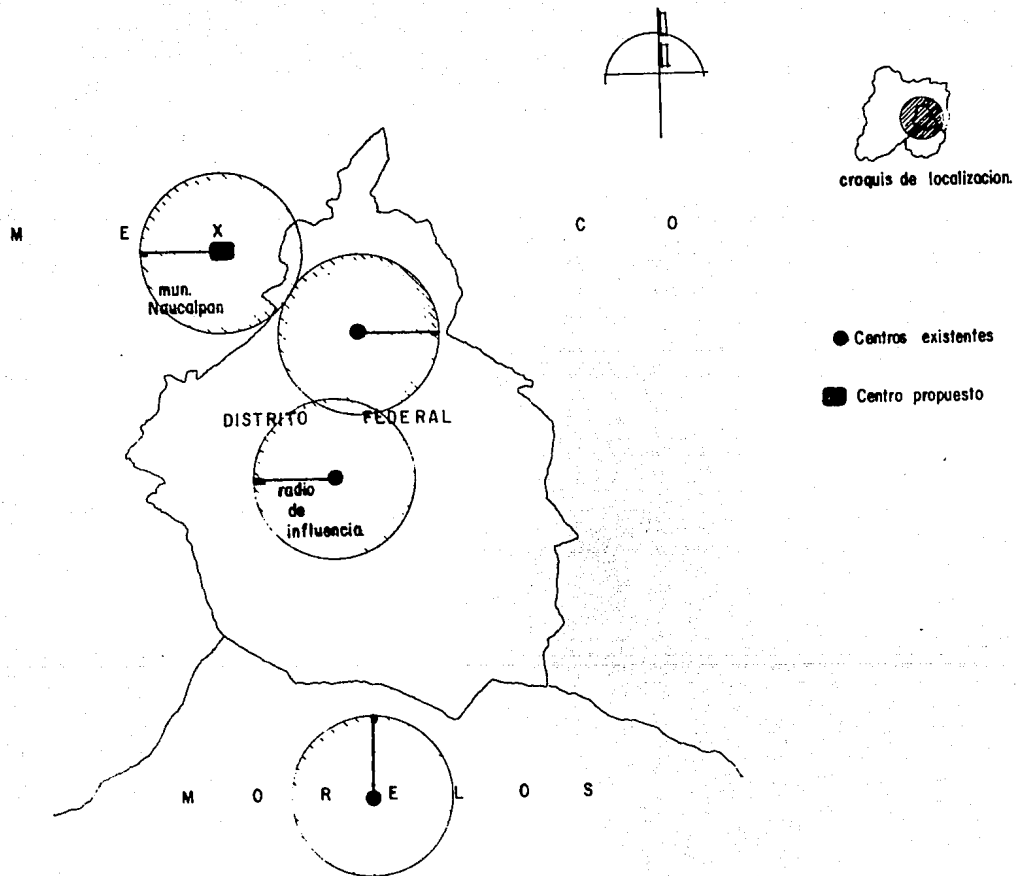 croquis de localizacion.
M E X C O
mun.
Naucalpan
Centros existentes
Centro propuesto
DISTRITO FEDERAL
radio
de
influencia
M O R E L O S